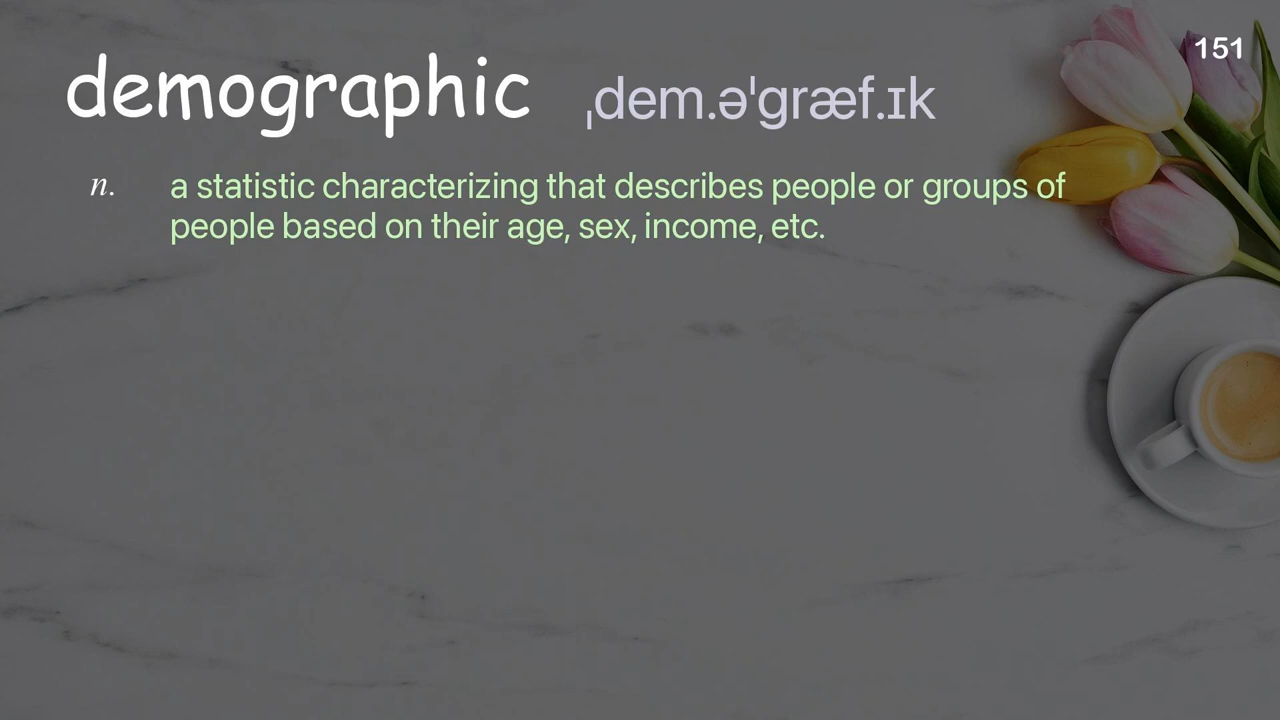 151
demographic ˌdem.əˈɡræf.ɪk
n. a statistic characterizing that describes people or groups of
people based on their age, sex, income, etc.